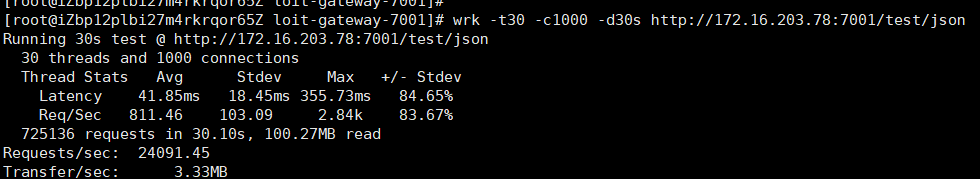 [root@iZbp12plbi27m4rkrqor65Z loit-gateway-7001]#
[root@iZbp12plbi27m4rkrqor65Z loit-gateway-7001]# wrk -t30 -c1000 -d30s http://172.16.203.78:7001/test/json
Running 30s test @ http://172.16.203.78:7001/test/json
30 threads and 1000 connections
Thread Stats Avg Stdev Max +/- Stdev
Latency 41.85ms 18.45ms 355.73ms 84.65%
Req/Sec 811.46 103.09 2.84k 83.67%
725136 requests in 30.10s, 100.27MB read
Requests/sec: 24091.45
Transfer/sec: 3.33MB